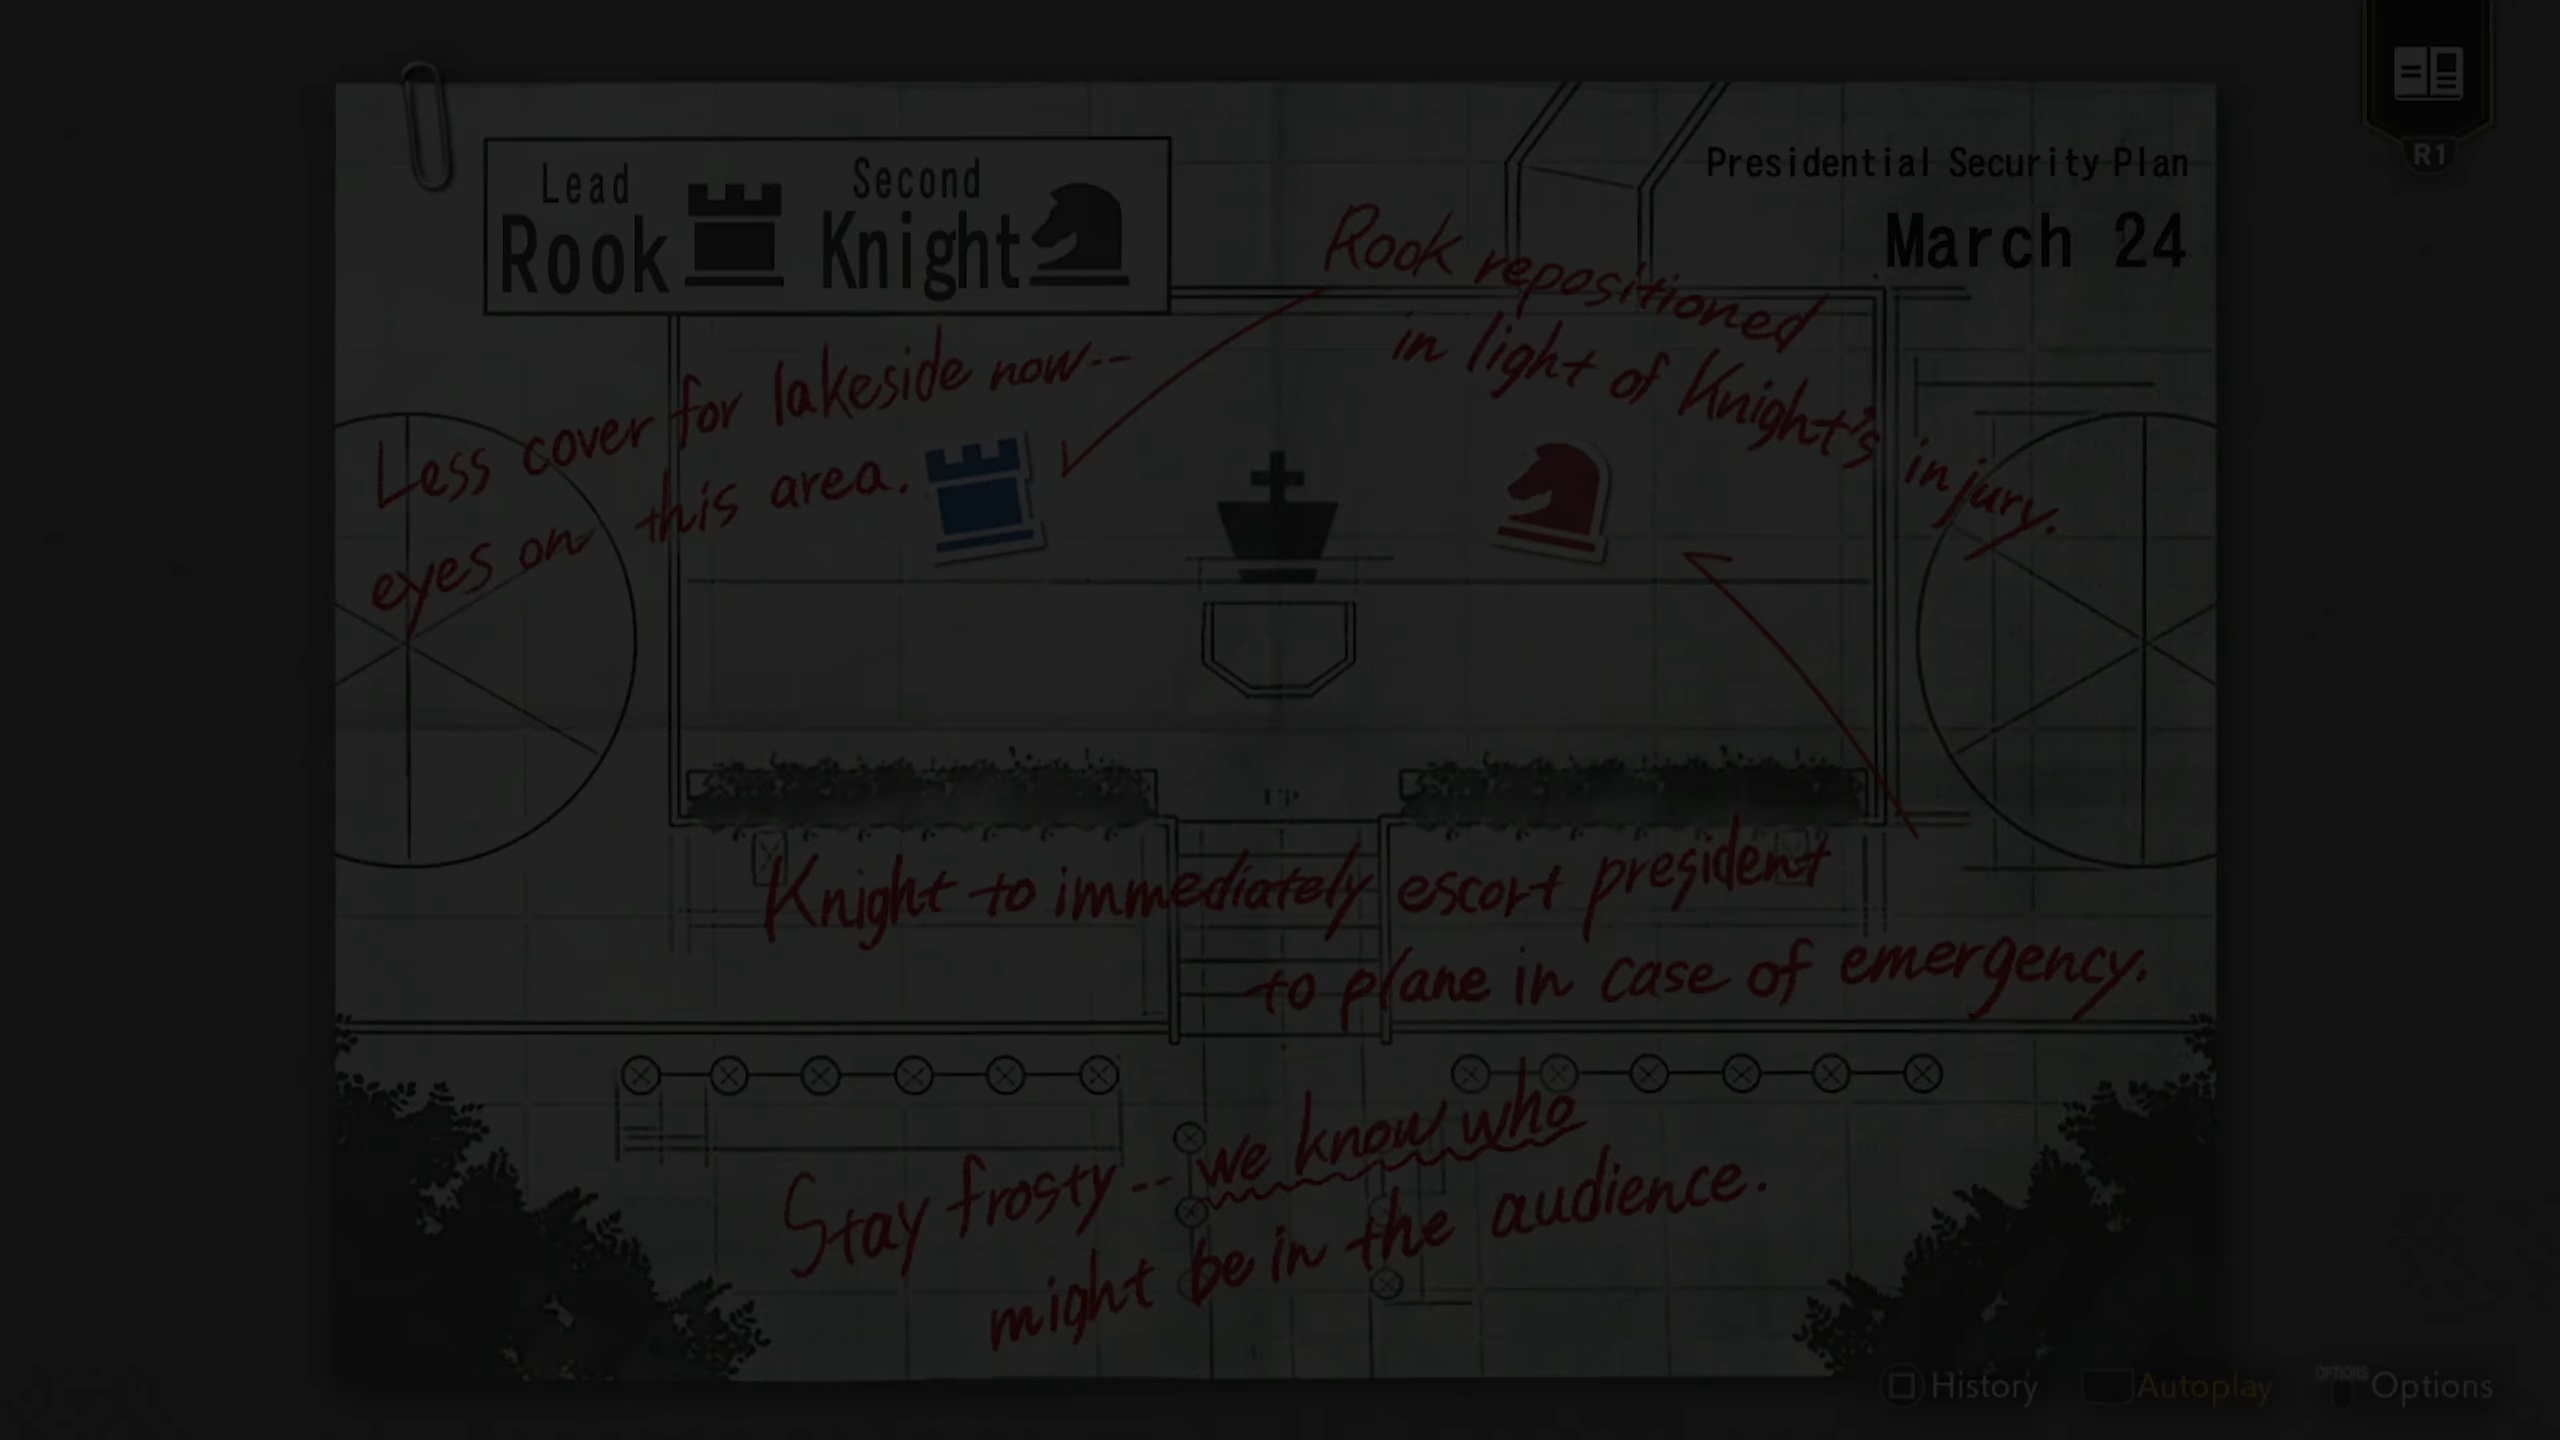 R1
Presidential Security Plan
March 24
Lead
Rook
Second
Knight
Rook repositioned
in light of Knight's injury.
Less cover for lakeside now--
eyes on this area.
UP
Knight to immediately escort president
to plane in case of emergency.
Stay frosty--we know who
might be in the audience.
History
Autoplay
OPTIONS
Options